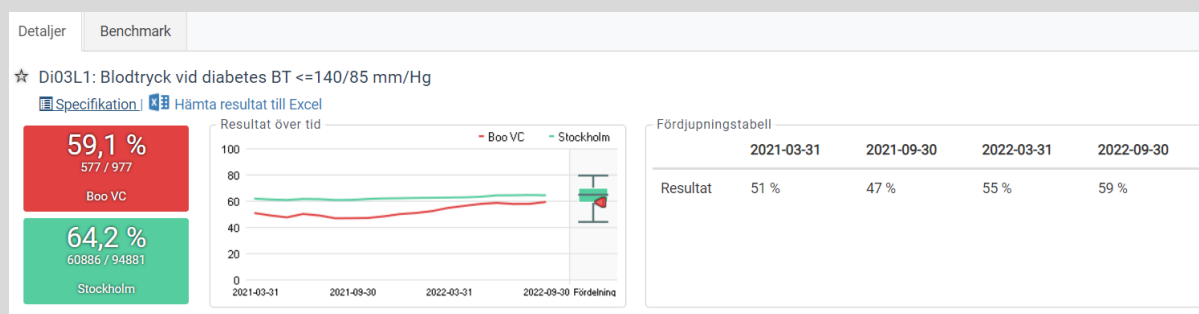 Detaljer
Benchmark
Di03L1: Blodtryck vid diabetes BT <=140/85 mm/Hg
Specifikation | Hämta resultat till Excel
59,1 %
577 / 977
Boo VC
64,2 %
60886 / 94881
Stockholm
Resultat över tid
Boo VC Stockholm
100
80
60
40
20
0
2021-03-31 2021-09-30 2022-03-31 2022-09-30 Fördelning
Fördjupningstabell
2021-03-31 2021-09-30 2022-03-31 2022-09-30
Resultat 51 % 47 % 55 % 59 %